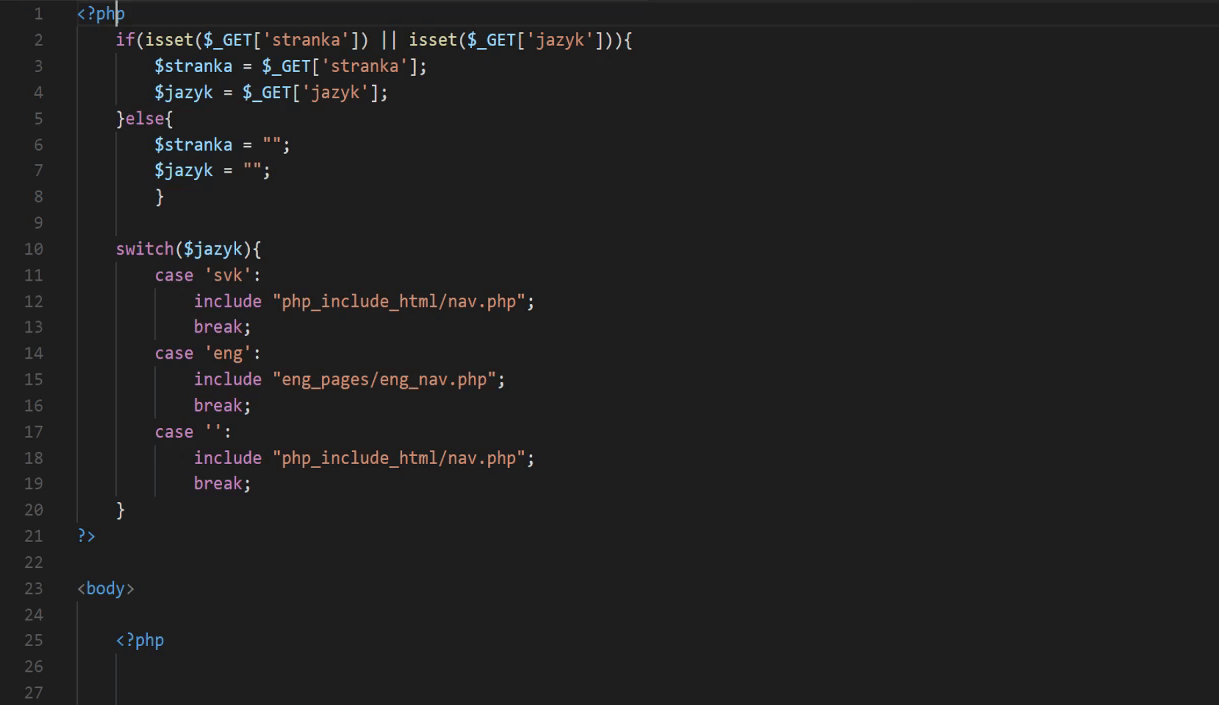 1 <?php
2 if(isset($_GET['stranka']) || isset($_GET['jazyk'])){
3 $stranka = $_GET['stranka'];
4 $jazyk = $_GET['jazyk'];
5 }else{
6 $stranka = "";
7 $jazyk = "";
8 }
9
10 switch($jazyk){
11 case 'svk':
12 include "php_include_html/nav.php";
13 break;
14 case 'eng':
15 include "eng_pages/eng_nav.php";
16 break;
17 case '':
18 include "php_include_html/nav.php";
19 break;
20 }
21 ?>
22
23 <body>
24
25 <?php
26
27